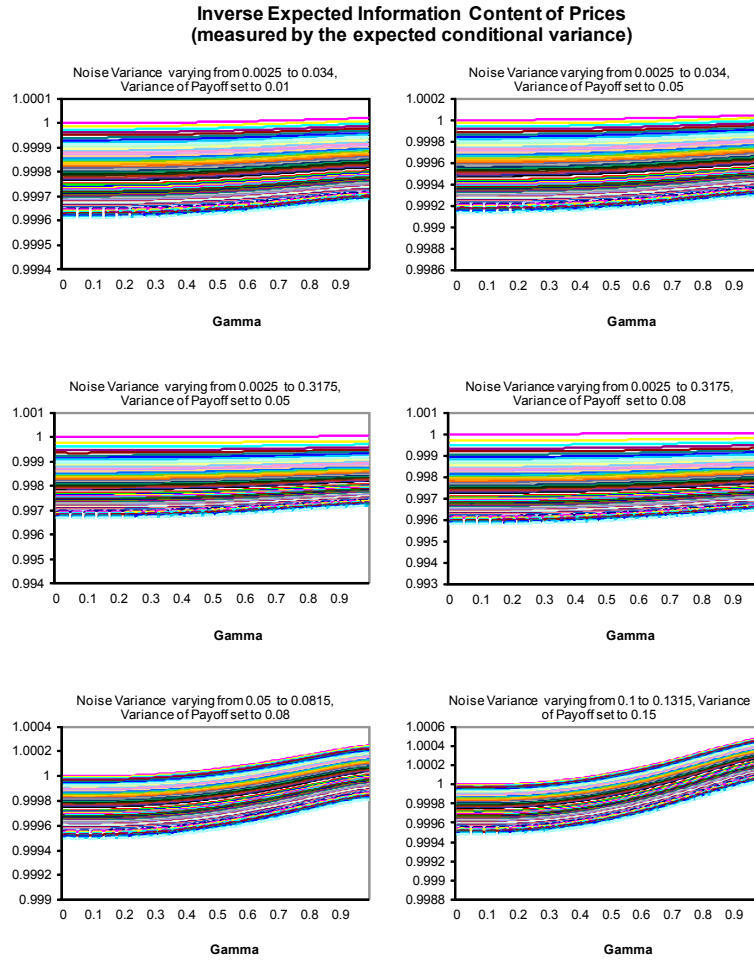 Inverse Expected Information Content of Prices
(measured by the expected conditional variance)
Noise Variance varying from 0.0025 to 0.034,
Variance of Payoff set to 0.01
1.0001
1
0.9999
0.9998
0.9997
0.9996
0.9995
0.9994
0 0.1 0.2 0.3 0.4 0.5 0.6 0.7 0.8 0.9
Gamma
Noise Variance varying from 0.0025 to 0.034,
Variance of Payoff set to 0.05
1.0002
1
0.9998
0.9996
0.9994
0.9992
0.999
0.9988
0.9986
0 0.1 0.2 0.3 0.4 0.5 0.6 0.7 0.8 0.9
Gamma
Noise Variance varying from 0.0025 to 0.3175,
Variance of Payoff set to 0.05
1.001
1
0.999
0.998
0.997
0.996
0.995
0.994
0 0.1 0.2 0.3 0.4 0.5 0.6 0.7 0.8 0.9
Gamma
Noise Variance varying from 0.0025 to 0.3175,
Variance of Payoff set to 0.08
1.001
1
0.999
0.998
0.997
0.996
0.995
0.994
0.993
0 0.1 0.2 0.3 0.4 0.5 0.6 0.7 0.8 0.9
Gamma
Noise Variance varying from 0.05 to 0.0815,
Variance of Payoff set to 0.08
1.0004
1.0002
1
0.9998
0.9996
0.9994
0.9992
0.999
0 0.1 0.2 0.3 0.4 0.5 0.6 0.7 0.8 0.9
Gamma
Noise Variance varying from 0.1 to 0.1315, Variance
of Payoff set to 0.15
1.0006
1.0004
1.0002
1
0.9998
0.9996
0.9994
0.9992
0.999
0.9988
0 0.1 0.2 0.3 0.4 0.5 0.6 0.7 0.8 0.9
Gamma